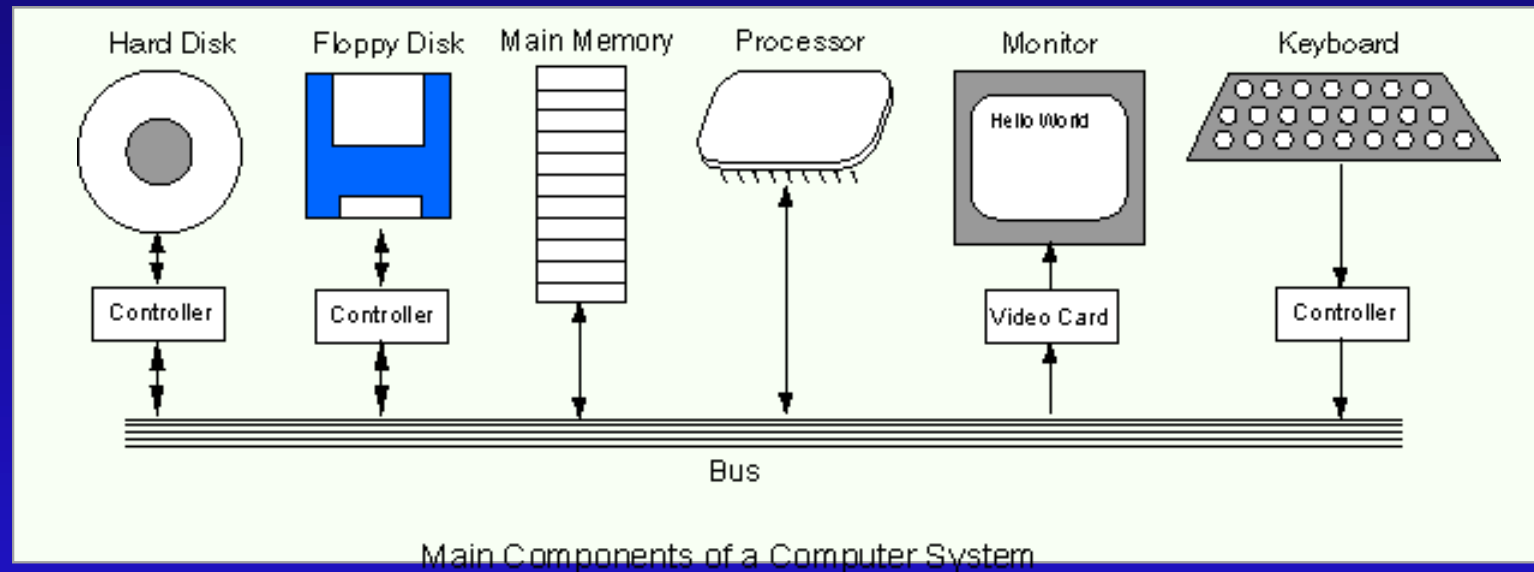 Hard Disk
Floppy Disk
Main Memory
Processor
Monitor
Keyboard
Hello World
Controller
Controller
Video Card
Controller
Bus
Main Components of a Computer System